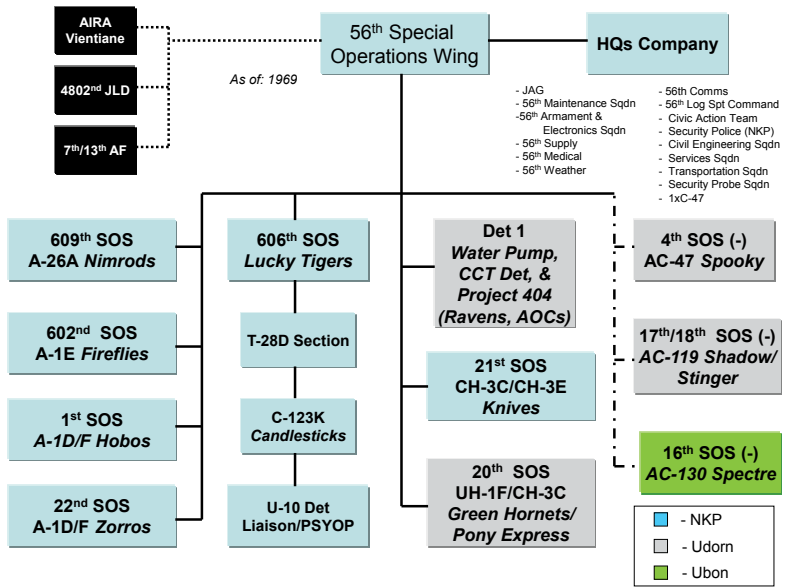 AIRA
Vientiane
4802nd JLD
7th/13th AF
As of: 1969
56th Special
Operations Wing
HQs Company
- JAG
- 56th Maintenance Sqdn
-56th Armament &
Electronics Sqdn
- 56th Supply
- 56th Medical
- 56th Weather
- 56th Comms
- 56th Log Spt Command
- Civic Action Team
- Security Police (NKP)
- Civil Engineering Sqdn
- Services Sqdn
- Transportation Sqdn
- Security Probe Sqdn
- 1xC-47
609th SOS
A-26A Nimrods
602nd SOS
A-1E Fireflies
1st SOS
A-1D/F Hobos
22nd SOS
A-1D/F Zorros
606th SOS
Lucky Tigers
T-28D Section
C-123K
Candlesticks
U-10 Det
Liaison/PSYOP
Det 1
Water Pump,
CCT Det, &
Project 404
(Ravens, AOCs)
21st SOS
CH-3C/CH-3E
Knives
20th SOS
UH-1F/CH-3C
Green Hornets/
Pony Express
4th SOS (-)
AC-47 Spooky
17th/18th SOS (-)
AC-119 Shadow/
Stinger
16th SOS (-)
AC-130 Spectre
- NKP
- Udorn
- Ubon